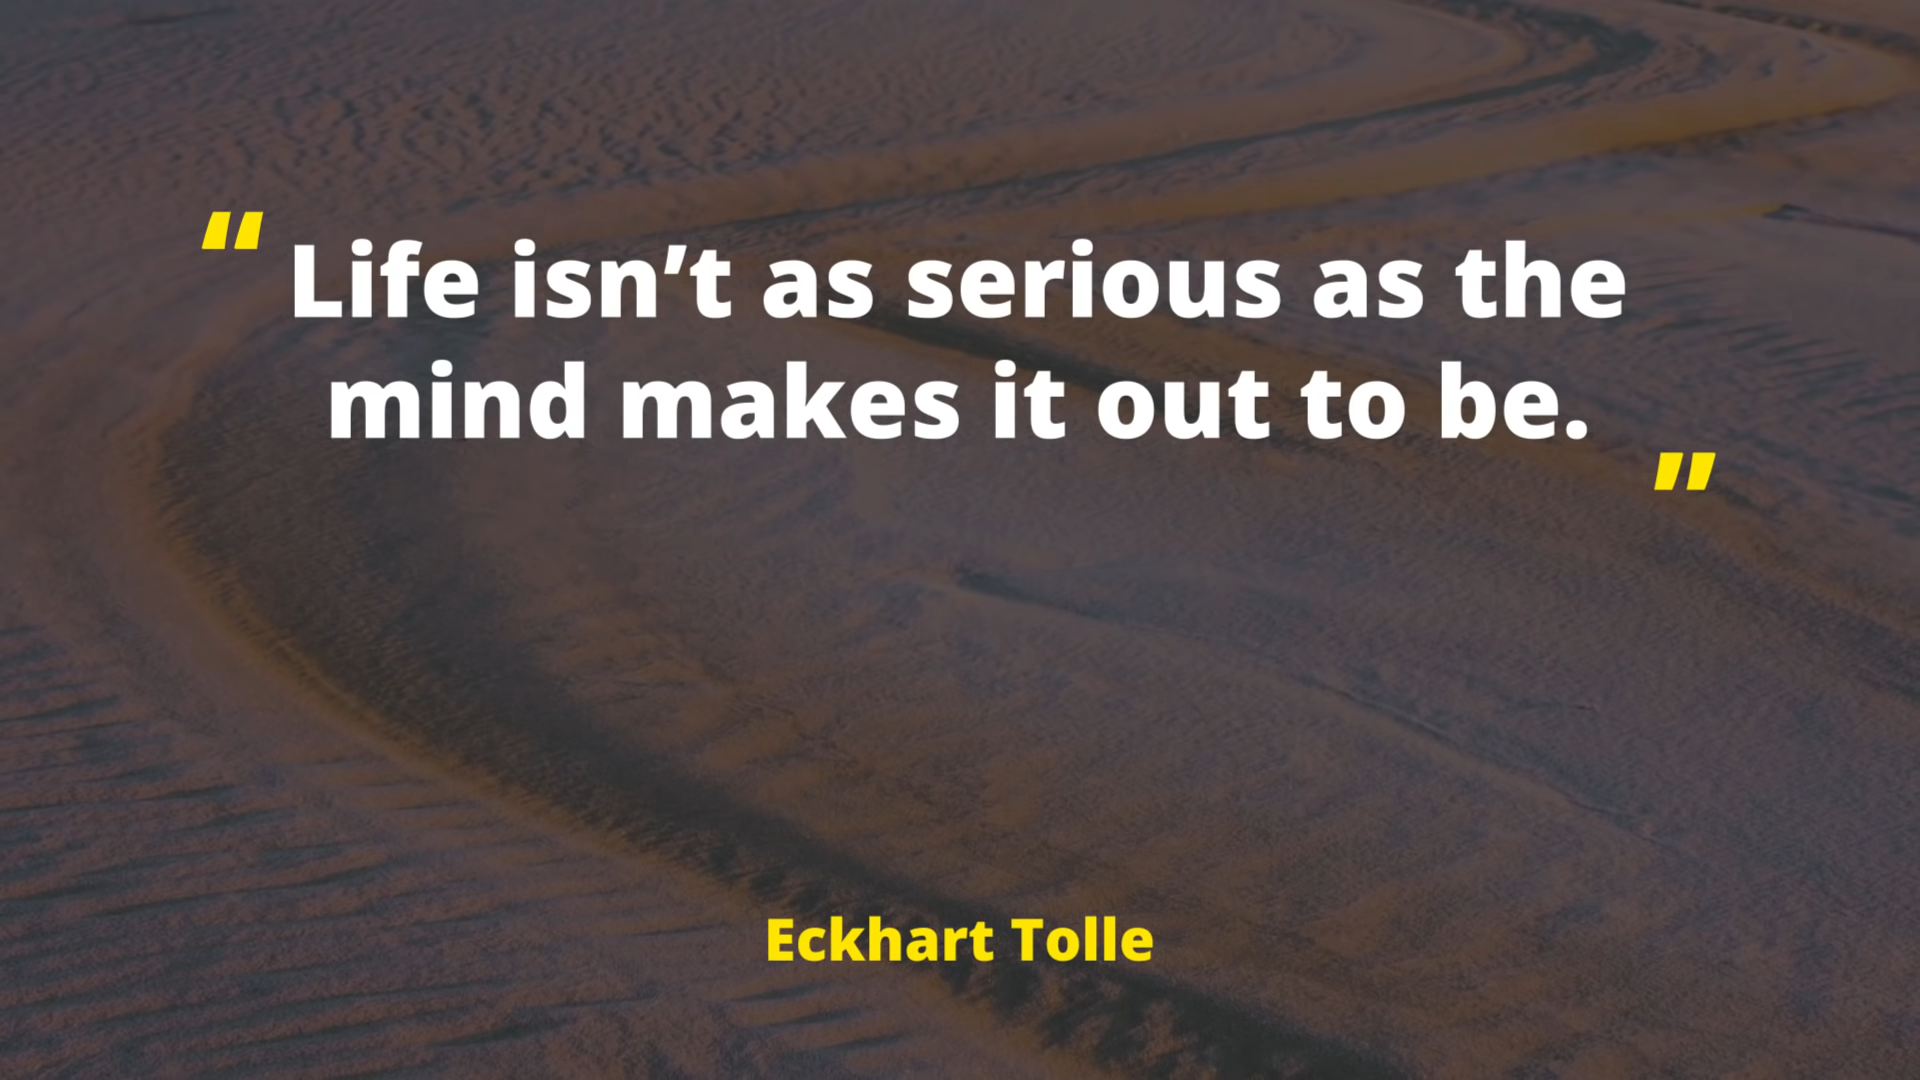 “Life isn’t as serious as the
mind makes it out to be.”
Eckhart Tolle